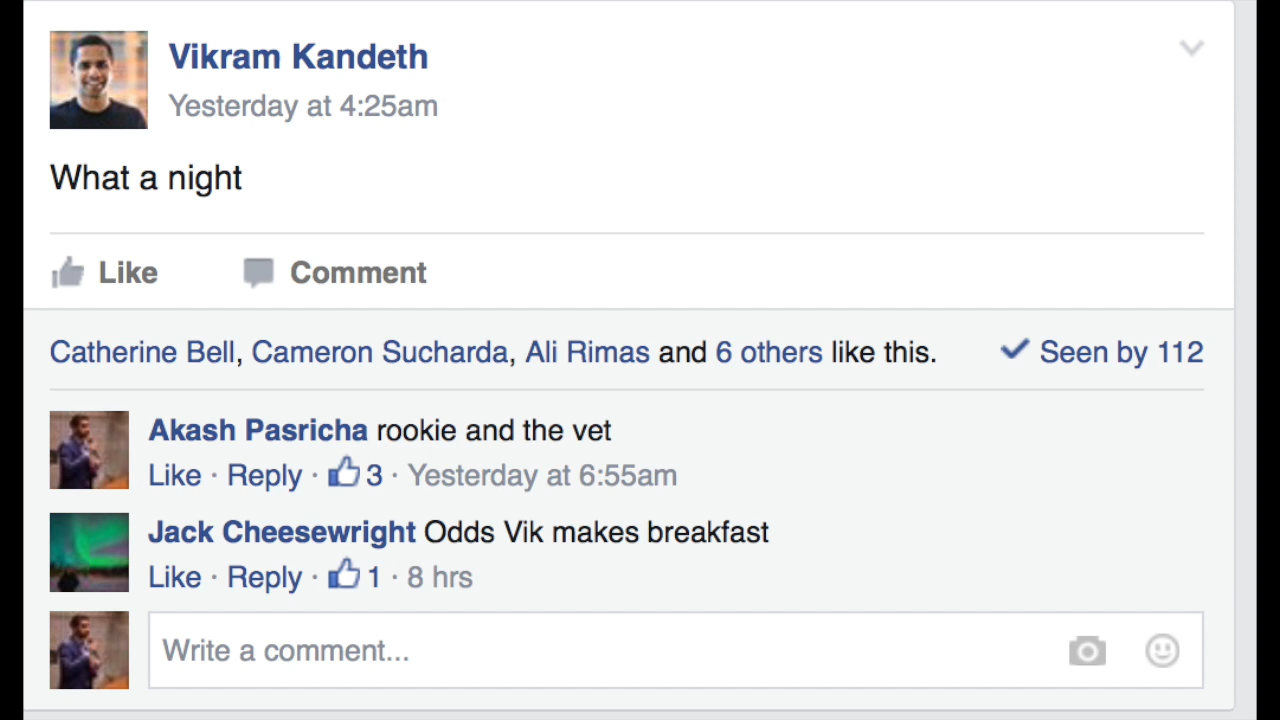 Vikram Kandeth
Yesterday at 4:25am
What a night
Like Comment
Catherine Bell, Cameron Sucharda, Ali Rimas and 6 others like this. Seen by 112
Akash Pasricha rookie and the vet
Like · Reply · 3 · Yesterday at 6:55am
Jack Cheesewright Odds Vik makes breakfast
Like · Reply · 1 · 8 hrs
Write a comment...